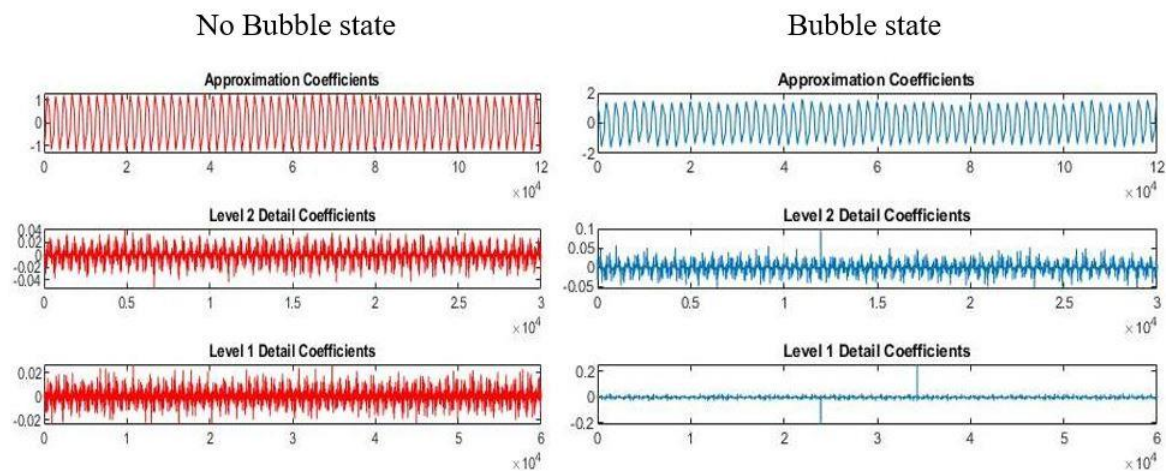 No Bubble state
Bubble state
Approximation Coefficients
1
0
-1
0 2 4 6 8 10 12
×10^4
Level 2 Detail Coefficients
0.04
0.02
0
-0.02
-0.04
0 0.5 1 1.5 2 2.5 3
×10^4
Level 1 Detail Coefficients
0.02
0
-0.02
0 1 2 3 4 5 6
×10^4
Approximation Coefficients
2
0
-2
0 2 4 6 8 10 12
×10^4
Level 2 Detail Coefficients
0.1
0.05
0
-0.05
0 0.5 1 1.5 2 2.5 3
×10^4
Level 1 Detail Coefficients
0.2
0
-0.2
0 1 2 3 4 5 6
×10^4